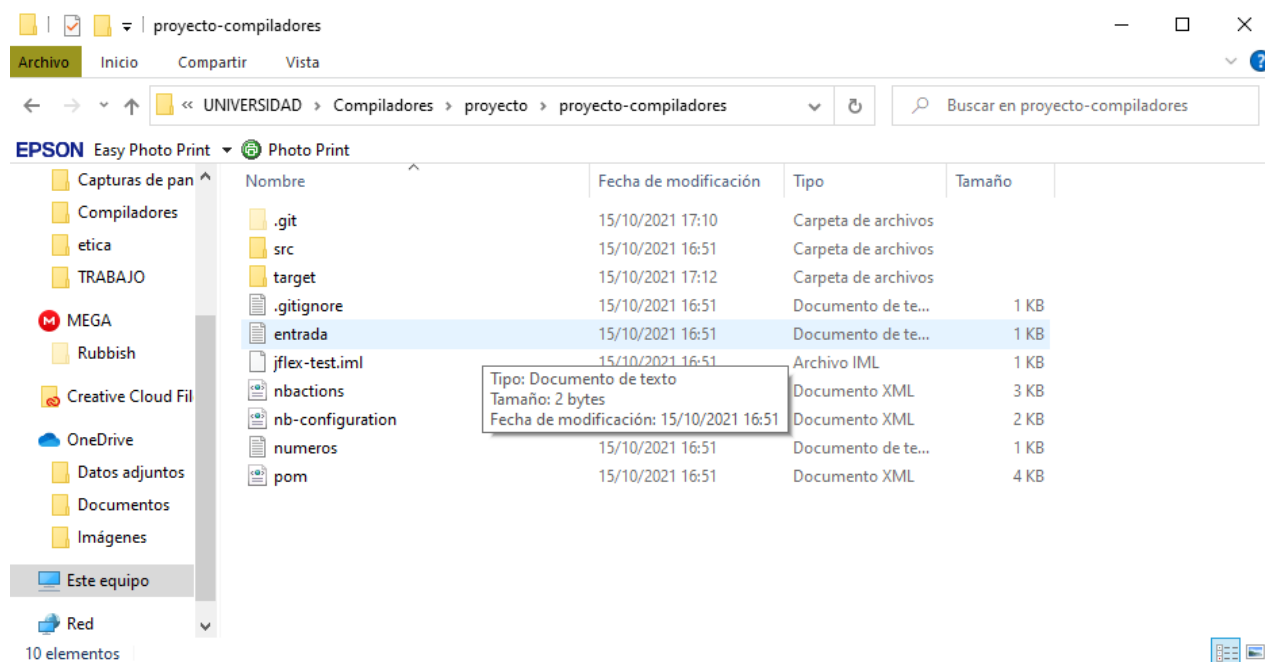 proyecto-compiladores
Archivo Inicio Compartir Vista
« UNIVERSIDAD > Compiladores > proyecto > proyecto-compiladores Buscar en proyecto-compiladores
EPSON Easy Photo Print Photo Print
Capturas de pan Nombre Fecha de modificación Tipo Tamaño
Compiladores .git 15/10/2021 17:10 Carpeta de archivos
etica src 15/10/2021 16:51 Carpeta de archivos
TRABAJO target 15/10/2021 17:12 Carpeta de archivos
.gitignore 15/10/2021 16:51 Documento de te... 1 KB
MEGA entrada 15/10/2021 16:51 Documento de te... 1 KB
Rubbish jflex-test.iml 15/10/2021 16:51 Archivo IML 1 KB
Tipo: Documento de texto
Creative Cloud Fil nbactions Tamaño: 2 bytes Documento XML 3 KB
nb-configuration Fecha de modificación: 15/10/2021 16:51 Documento XML 2 KB
OneDrive numeros 15/10/2021 16:51 Documento de te... 1 KB
Datos adjuntos pom 15/10/2021 16:51 Documento XML 4 KB
Documentos
Imágenes
Este equipo
Red
10 elementos